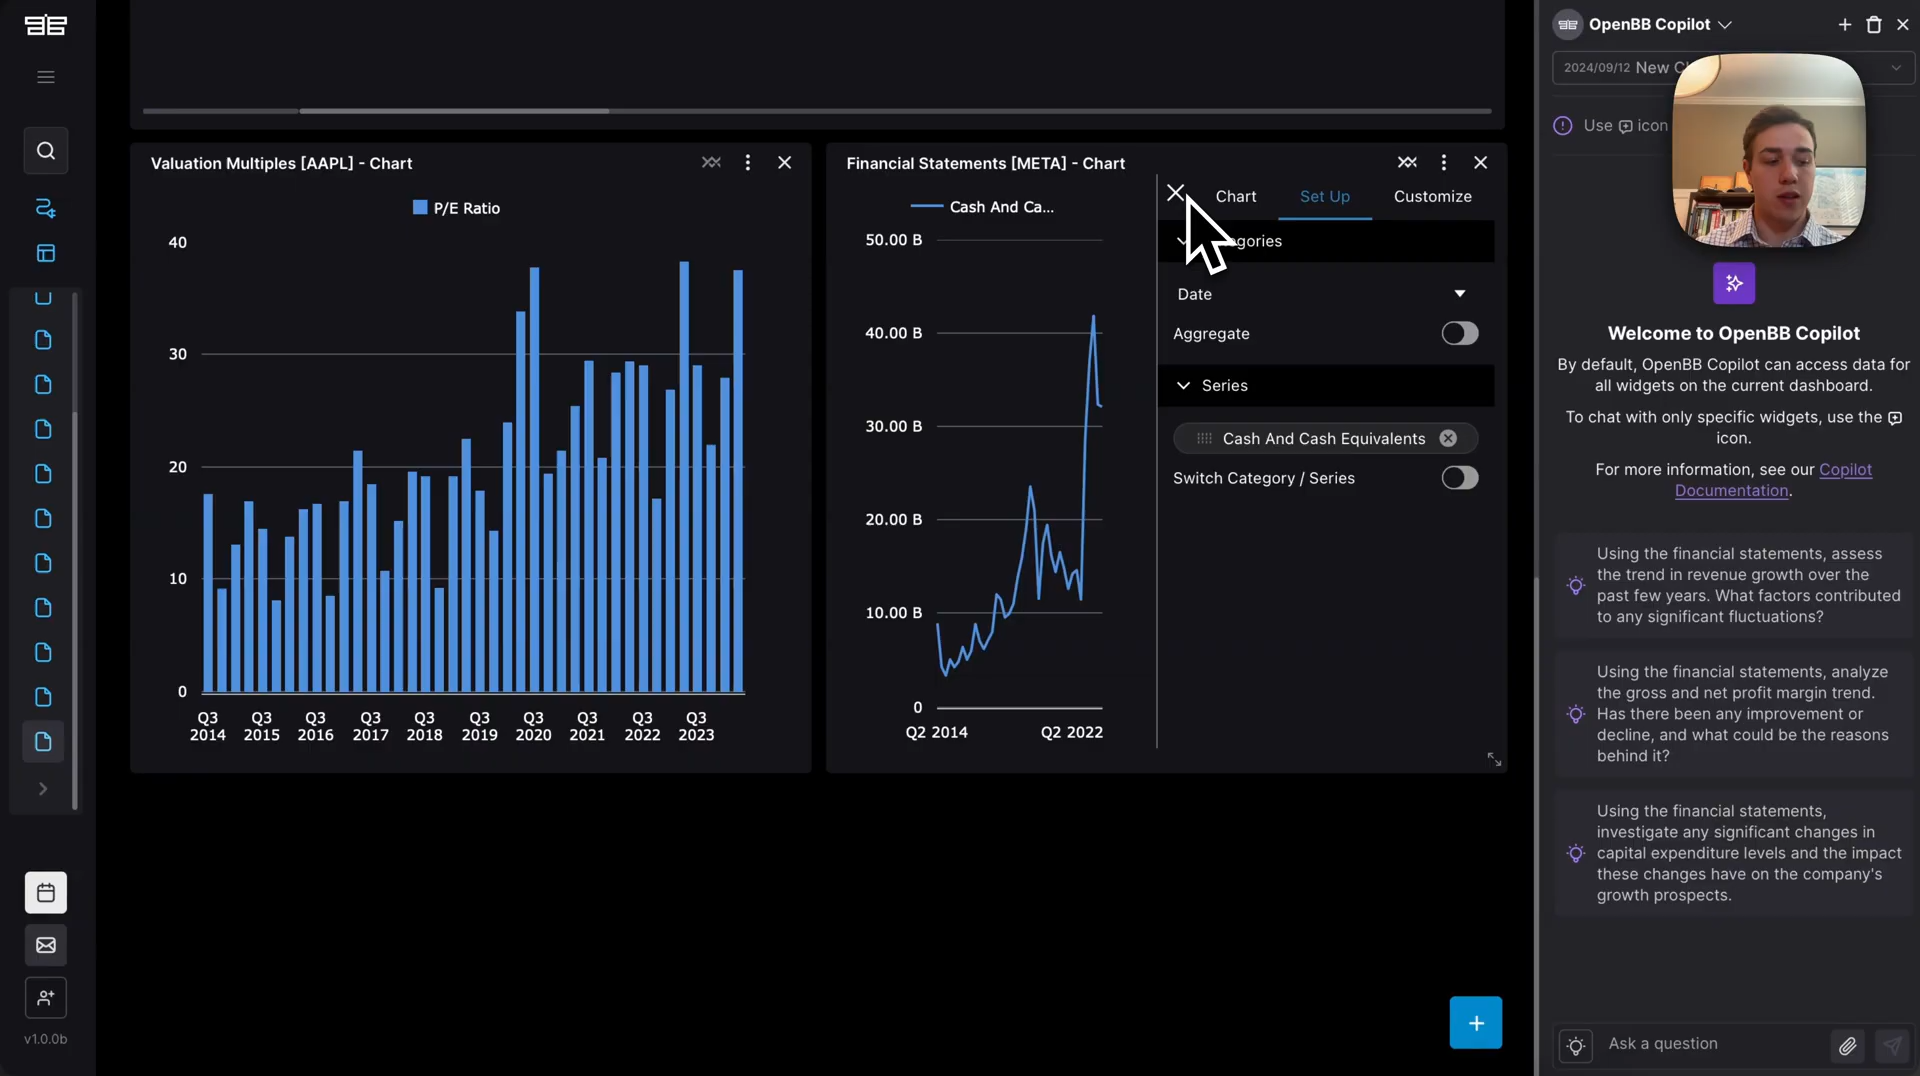 OpenBB Copilot
2024/09/12 New
Use icon
Valuation Multiples [AAPL] - Chart
P/E Ratio
40
30
20
10
0
Q3 2014
Q3 2015
Q3 2016
Q3 2017
Q3 2018
Q3 2019
Q3 2020
Q3 2021
Q3 2022
Q3 2023
Financial Statements [META] - Chart
Cash And Ca...
50.00 B
40.00 B
30.00 B
20.00 B
10.00 B
0
Q2 2014
Q2 2022
Chart
Set Up
Customize
Date
Aggregate
Series
Cash And Cash Equivalents
Switch Category / Series
Welcome to OpenBB Copilot
By default, OpenBB Copilot can access data for
all widgets on the current dashboard.
To chat with only specific widgets, use the
icon.
For more information, see our Copilot
Documentation.
Using the financial statements, assess
the trend in revenue growth over the
past few years. What factors contributed
to any significant fluctuations?
Using the financial statements, analyze
the gross and net profit margin trend.
Has there been any improvement or
decline, and what could be the reasons
behind it?
Using the financial statements,
investigate any significant changes in
capital expenditure levels and the impact
these changes have on the company's
growth prospects.
v1.0.0b
Ask a question